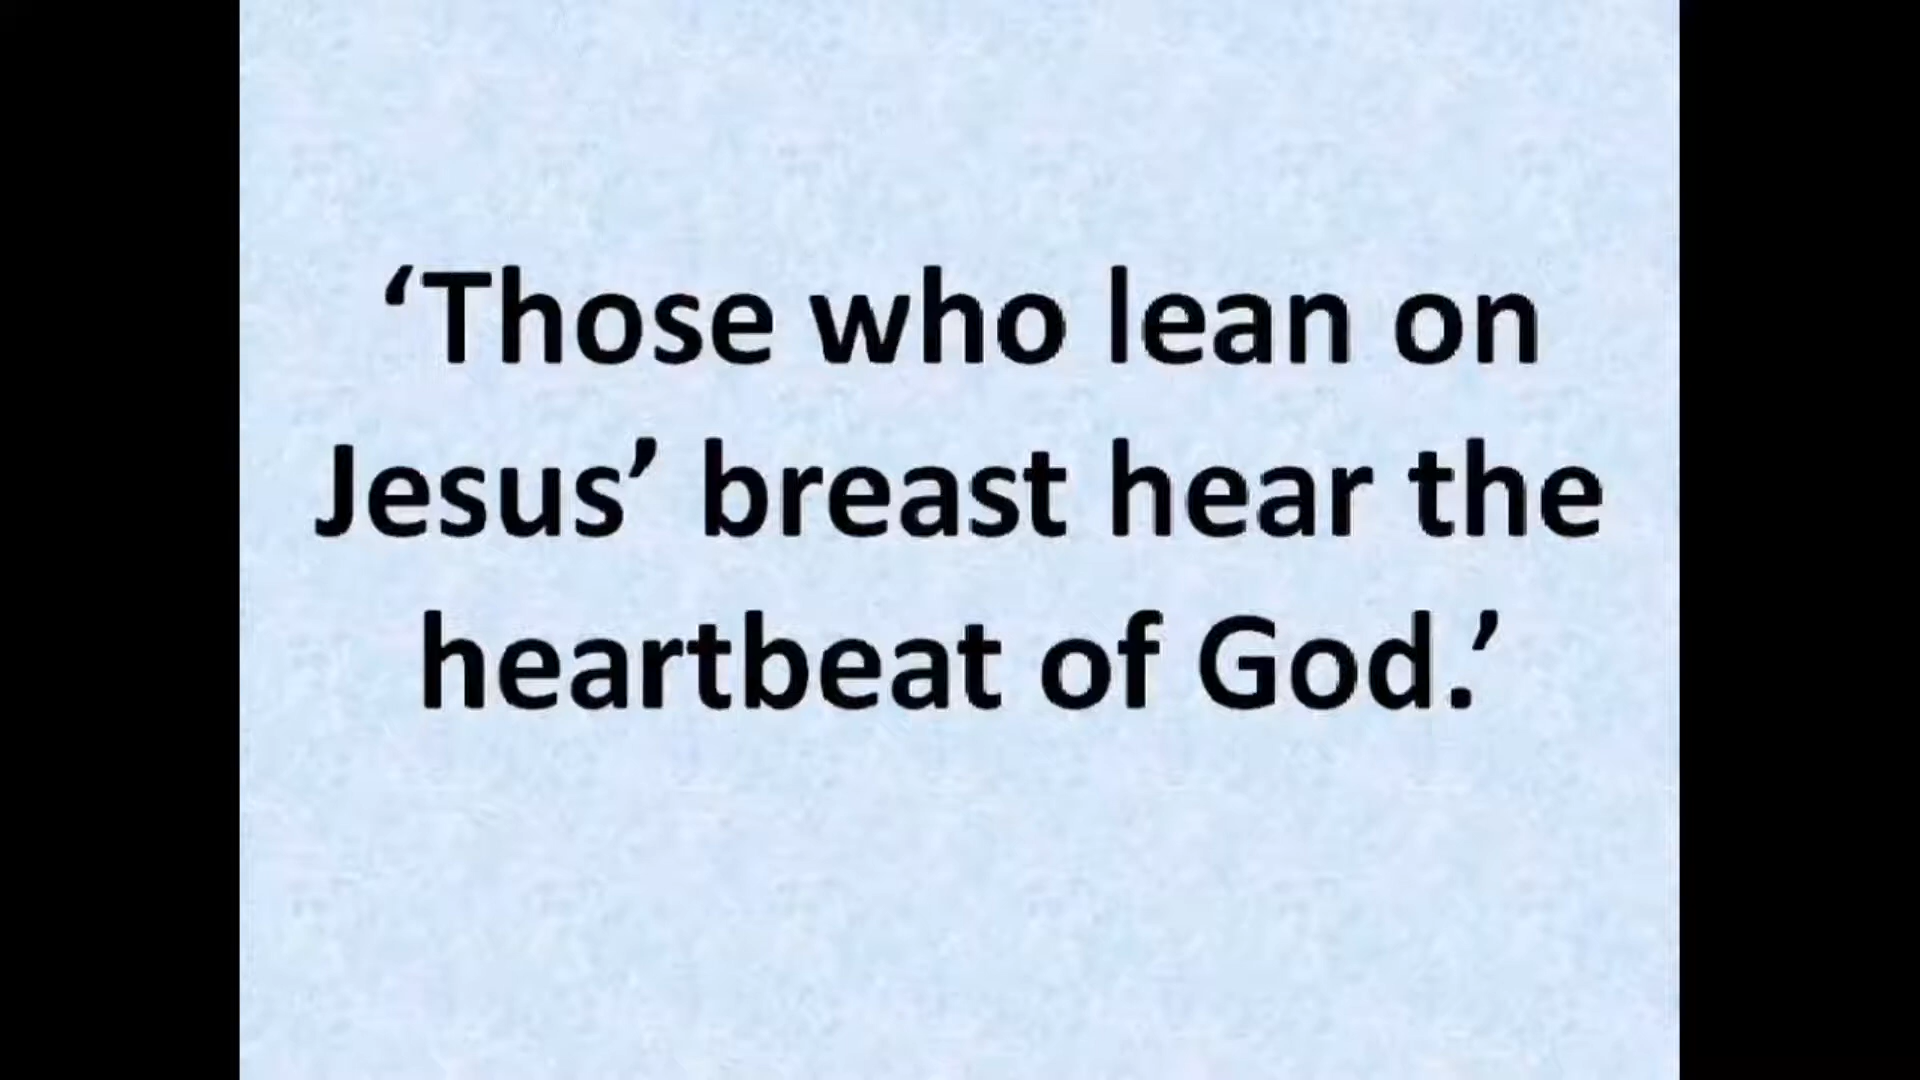 ‘Those who lean on
Jesus’ breast hear the
heartbeat of God.’